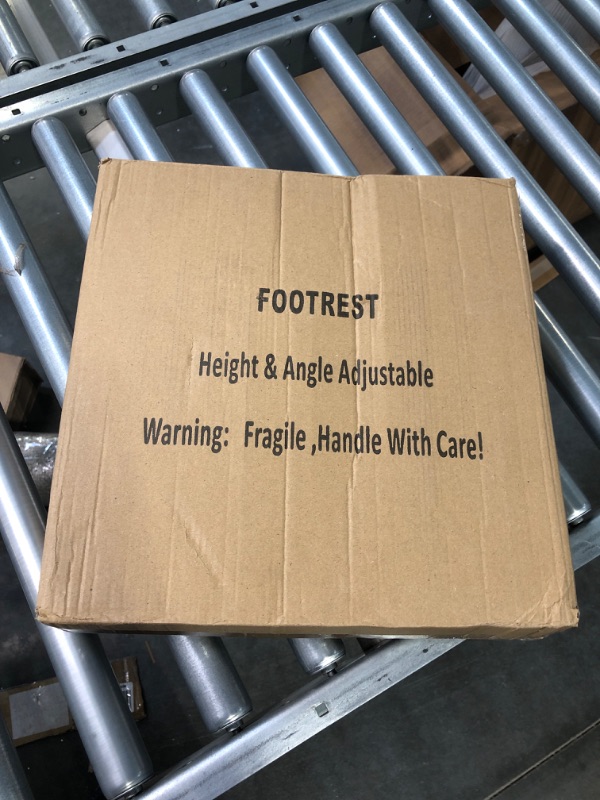 FOOTREST
Height & Angle Adjustable
Warning: Fragile ,Handle With Care!